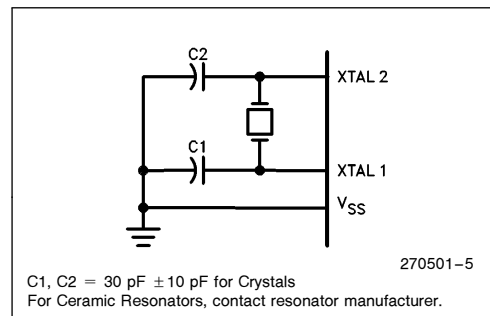 C2
XTAL 2
C1
XTAL 1
VSS
270501–5
C1, C2 = 30 pF ±10 pF for Crystals
For Ceramic Resonators, contact resonator manufacturer.